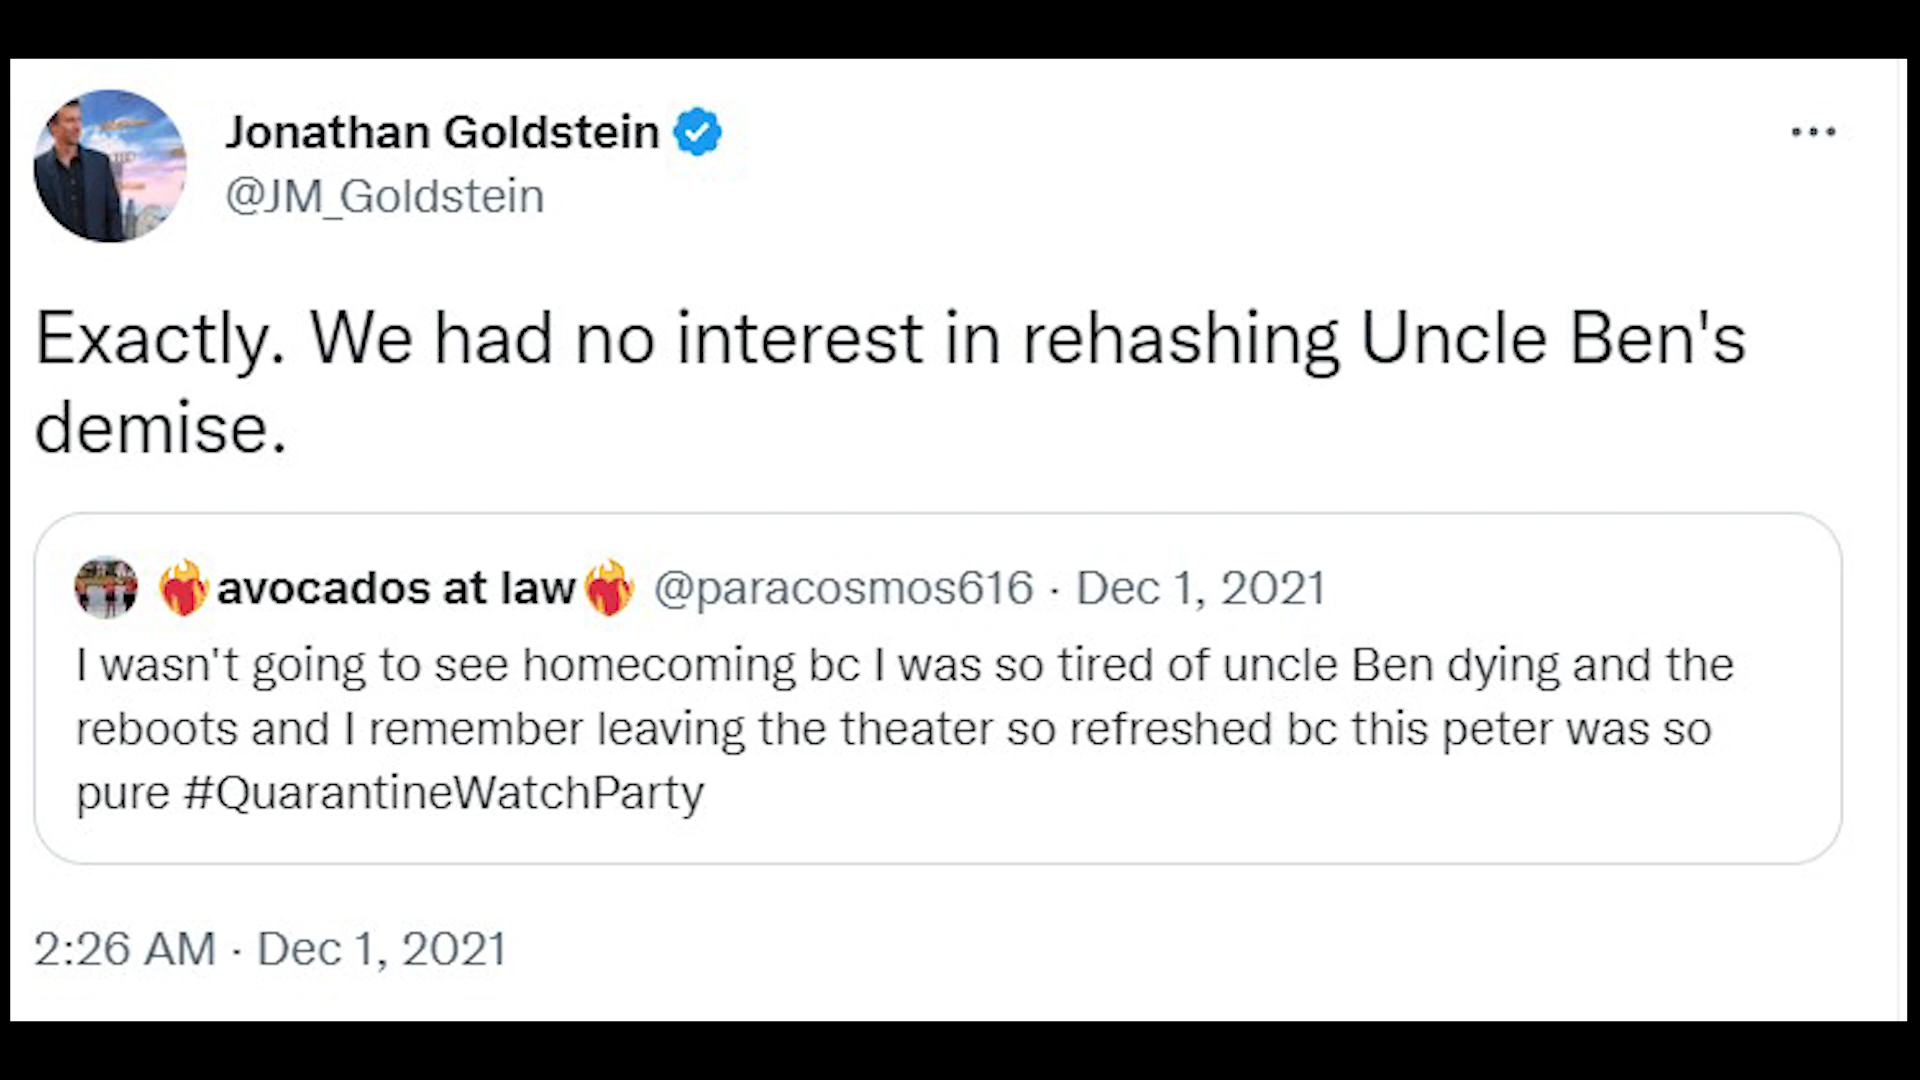 Jonathan Goldstein
@JM_Goldstein
Exactly. We had no interest in rehashing Uncle Ben's
demise.
❤️‍🔥avocados at law❤️‍🔥 @paracosmos616 · Dec 1, 2021
I wasn't going to see homecoming bc I was so tired of uncle Ben dying and the
reboots and I remember leaving the theater so refreshed bc this peter was so
pure #QuarantineWatchParty
2:26 AM · Dec 1, 2021